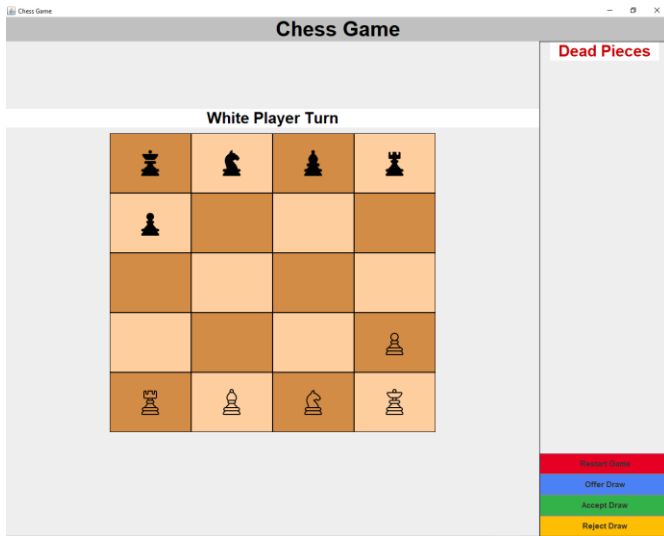 Chess Game
Chess Game
Dead Pieces
White Player Turn
Restart Game
Offer Draw
Accept Draw
Reject Draw